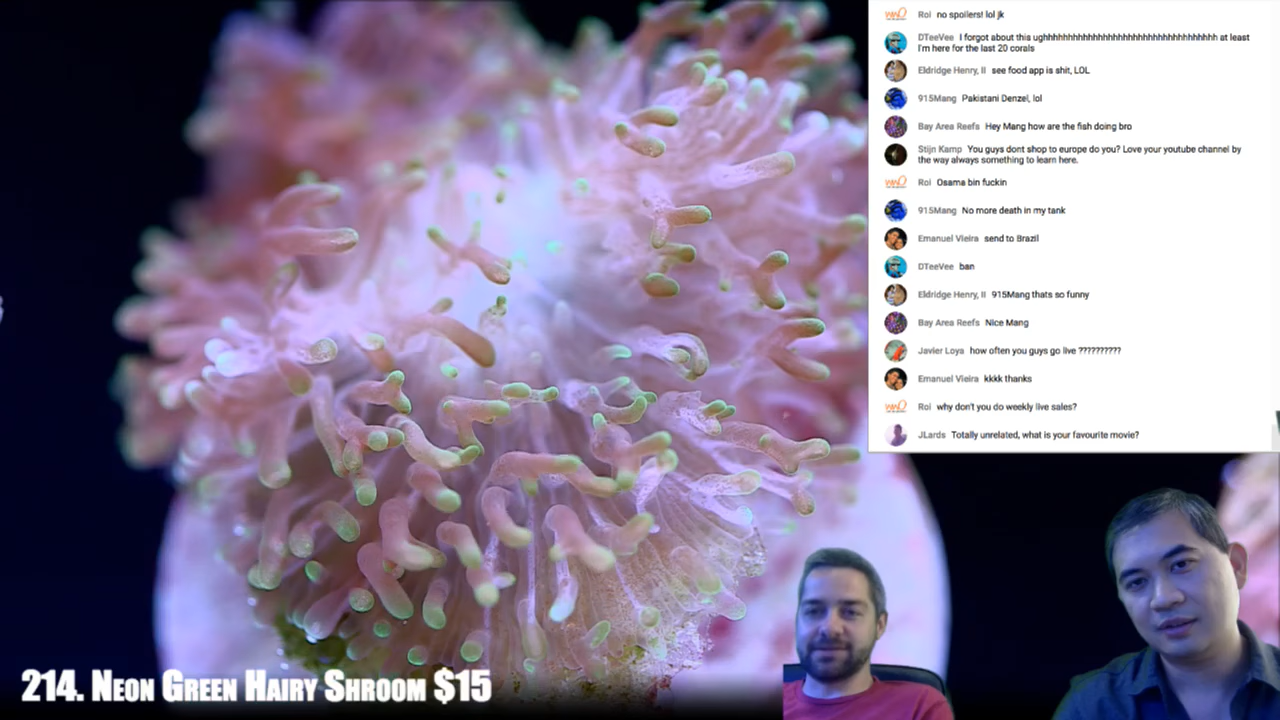 Roi no spoilers! lol jk
DTeeVee I forgot about this ughhhhhhhhhhhhhhhhhhhhhhhhhhhhhhhhhh at least
I'm here for the last 20 corals
Eldridge Henry, II see food app is shit, LOL
915Mang Pakistani Denzel, lol
Bay Area Reefs Hey Mang how are the fish doing bro
Stijn Kamp You guys dont shop to europe do you? Love your youtube channel by
the way always something to learn here.
Roi Osama bin fuckin
915Mang No more death in my tank
Emanuel Vieira send to Brazil
DTeeVee ban
Eldridge Henry, II 915Mang thats so funny
Bay Area Reefs Nice Mang
Javier Loya how often you guys go live ??????????
Emanuel Vieira kkkk thanks
Roi why don't you do weekly live sales?
JLards Totally unrelated, what is your favourite movie?
214. Neon Green Hairy Shroom $15